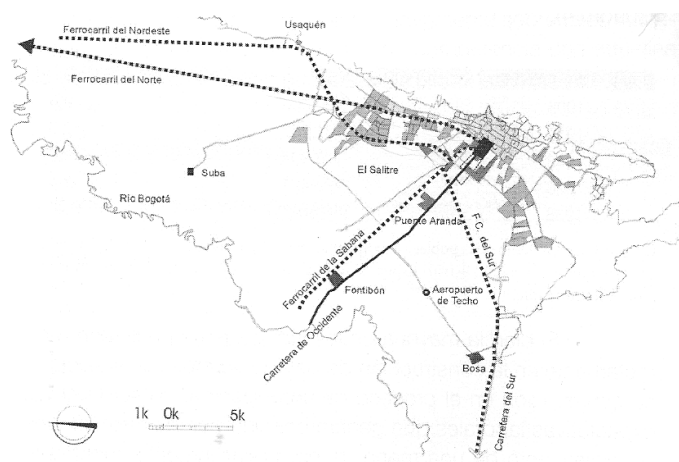 Ferrocarril del Nordeste
Usaquén
Ferrocarril del Norte
El Salitre
Suba
Río Bogotá
Puente Aranda
F.C. del Sur
Ferrocarril de la Sabana
Fontibón
Aeropuerto
de Techo
Carretera de Occidente
Bosa
Carretera del Sur
1k 0k 5k